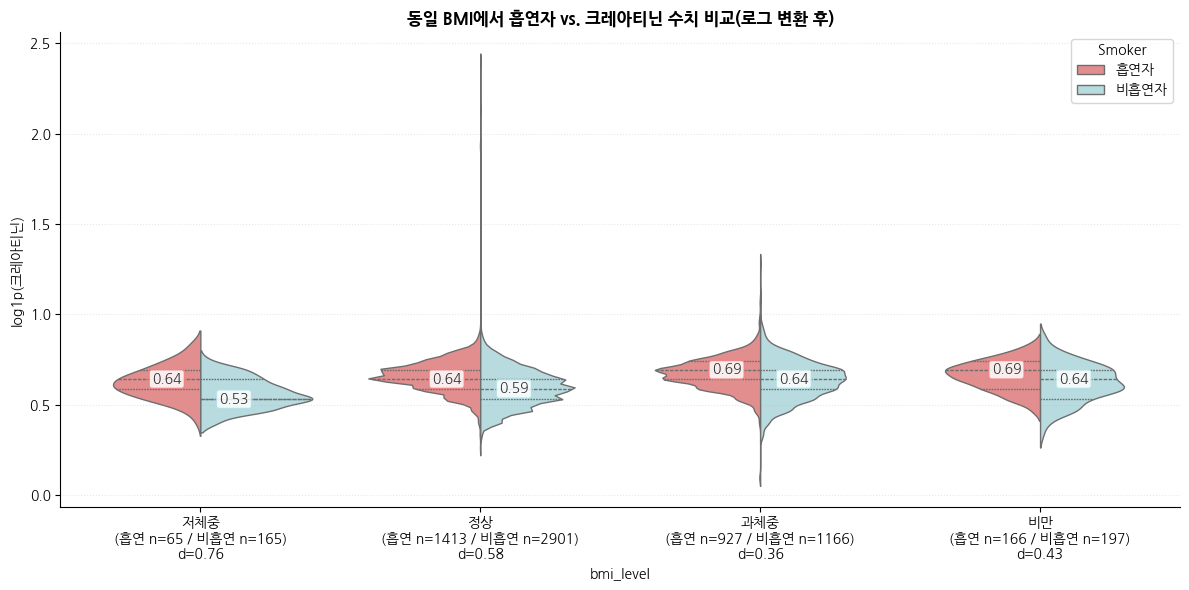 동일 BMI에서 흡연자 vs. 크레아티닌 수치 비교(로그 변환 후)
Smoker
흡연자
비흡연자
log1p(크레아티닌)
2.5
2.0
1.5
1.0
0.5
0.0
0.64
0.53
0.64
0.59
0.69
0.64
0.69
0.64
저체중
(흡연 n=65 / 비흡연 n=165)
d=0.76
정상
(흡연 n=1413 / 비흡연 n=2901)
d=0.58
과체중
(흡연 n=927 / 비흡연 n=1166)
d=0.36
비만
(흡연 n=166 / 비흡연 n=197)
d=0.43
bmi_level